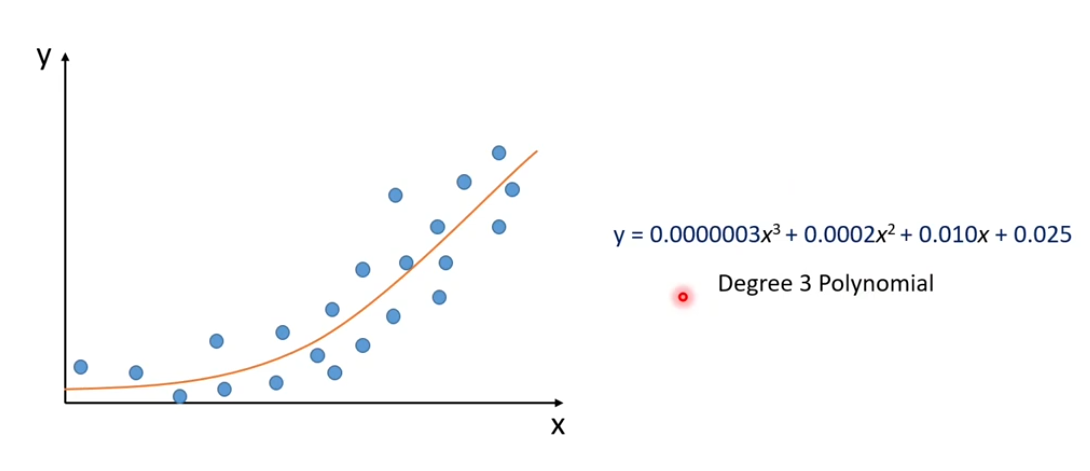 y
y = 0.0000003x³ + 0.0002x² + 0.010x + 0.025
Degree 3 Polynomial
x